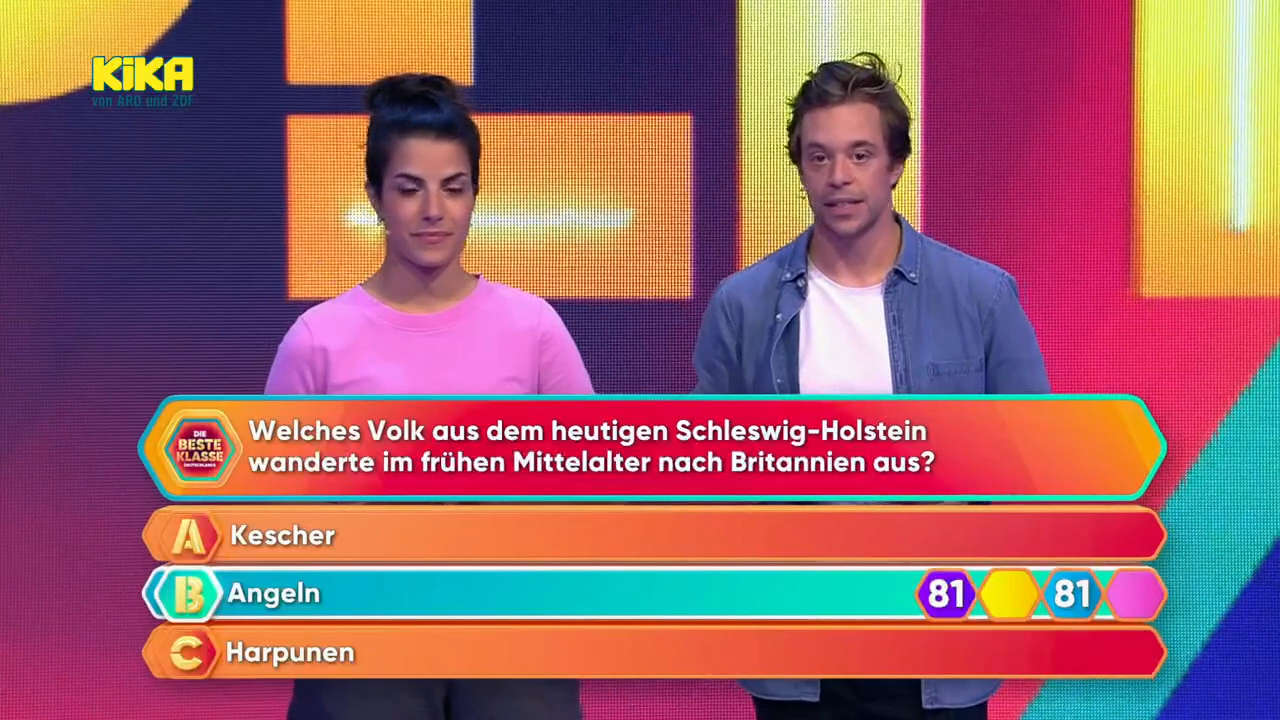 KiKA
von ARD und ZDF
DIE
BESTE
KLASSE
DEUTSCHLANDS
Welches Volk aus dem heutigen Schleswig-Holstein
wanderte im frühen Mittelalter nach Britannien aus?
A Kescher
B Angeln 81 81
C Harpunen